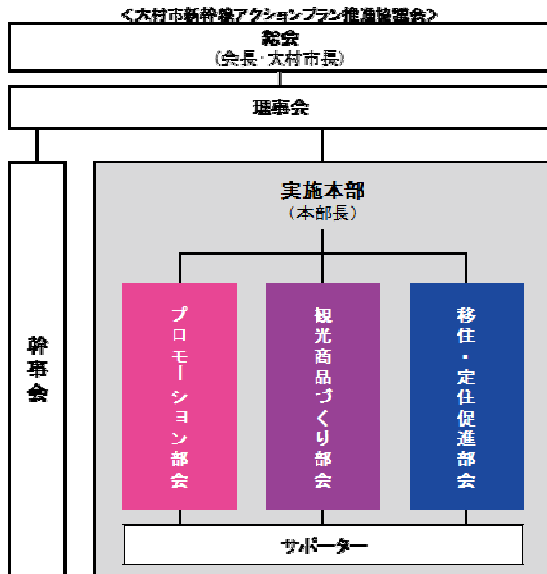 ＜大村市新幹線アクションプラン推進協議会＞
総会
（会長・大村市長）
理事会
実施本部
（本部長）
幹事会
プロモーション部会
観光商品づくり部会
移住・定住促進部会
サポーター